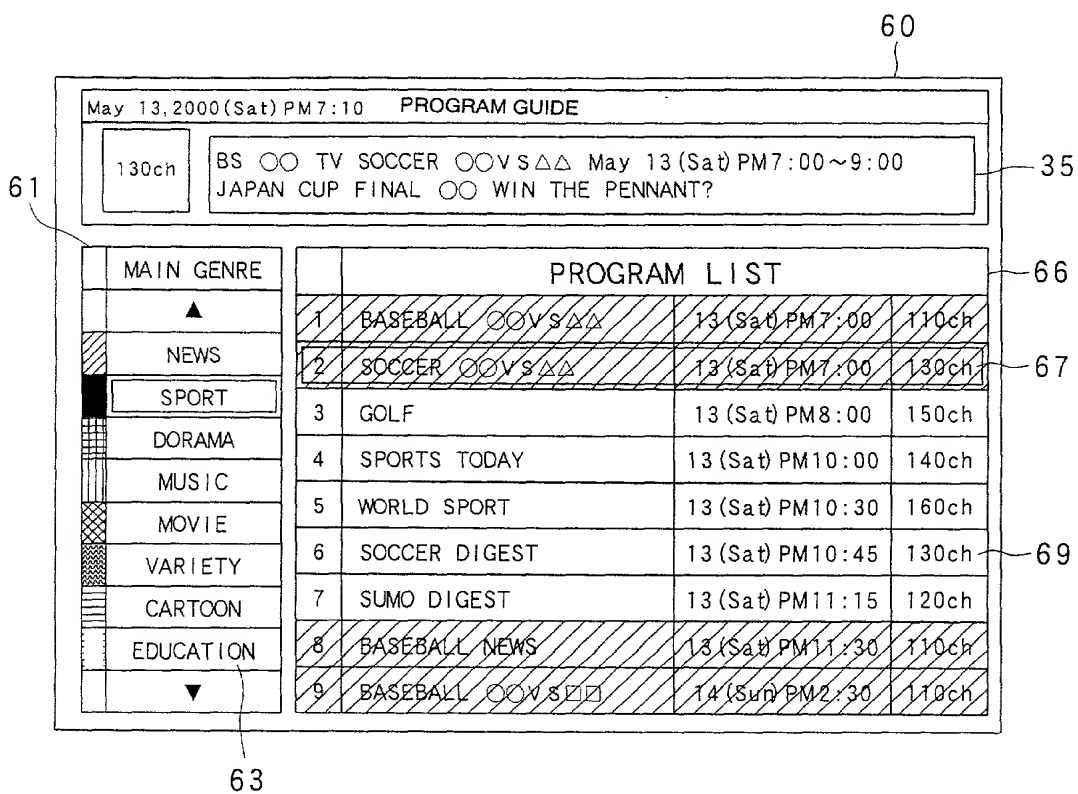 60
May 13,2000(Sat)PM7:10 PROGRAM GUIDE
130ch
BS ○○ TV SOCCER ○○VS△△ May 13(Sat)PM7:00~9:00
JAPAN CUP FINAL ○○ WIN THE PENNANT?
35
61
MAIN GENRE
▲
NEWS
SPORT
DORAMA
MUSIC
MOVIE
VARIETY
CARTOON
EDUCATION
▼
63
PROGRAM LIST
66
1 BASEBALL ○○VS△△ 13(Sat)PM7:00 110ch
2 SOCCER ○○VS△△ 13(Sat)PM7:00 130ch
67
3 GOLF 13(Sat)PM8:00 150ch
4 SPORTS TODAY 13(Sat)PM10:00 140ch
5 WORLD SPORT 13(Sat)PM10:30 160ch
6 SOCCER DIGEST 13(Sat)PM10:45 130ch
69
7 SUMO DIGEST 13(Sat)PM11:15 120ch
8 BASEBALL NEWS 13(Sat)PM11:30 110ch
9 BASEBALL ○○VS□□ 14(Sun)PM2:30 110ch